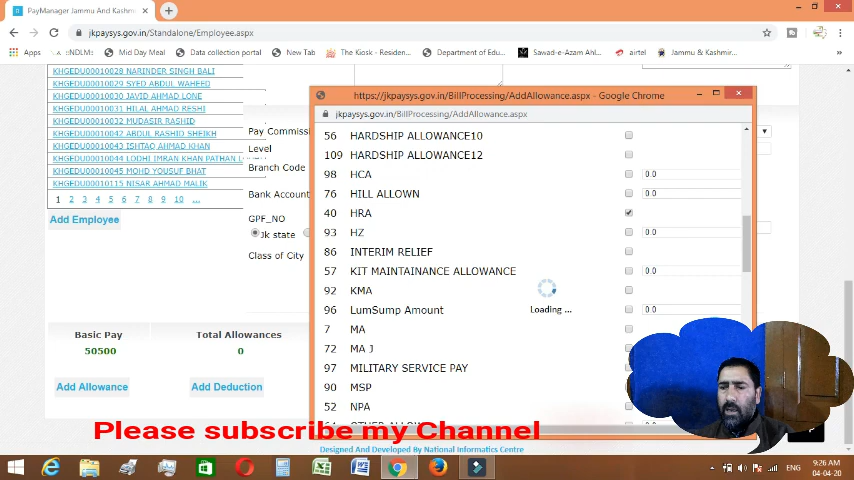 PayManager Jammu And Kashm
jkpaysys.gov.in/Standalone/Employee.aspx
Apps ::NDLM:: Mid Day Meal Data collection portal New Tab The Kiosk - Residen... Department of Edu... Sawad-e-Azam Ahl... airtel Jammu & Kashmir...
KHGEDU00010028 NARINDER SINGH BALI
KHGEDU00010029 SYED ABDUL WAHEED
KHGEDU00010030 JAVID AHMAD LONE
KHGEDU00010031 HILAL AHMAD RESHI
KHGEDU00010032 MUDASIR RASHID
KHGEDU00010042 ABDUL RASHID SHEIKH
KHGEDU00010043 ISHTAQ AHMAD KHAN
KHGEDU00010044 LODHI IMRAN KHAN PATHAN
KHGEDU00010045 MOHD YOUSUF BHAT
KHGEDU00010115 NISAR AHMAD MALIK
1 2 3 4 5 6 7 8 9 10 ...
Add Employee
Pay Commissi
Level
Branch Code
Bank Account
GPF_NO
Jk state
Class of City
https://jkpaysys.gov.in/BillProcessing/AddAllowance.aspx - Google Chrome
jkpaysys.gov.in/BillProcessing/AddAllowance.aspx
56 HARDSHIP ALLOWANCE10
109 HARDSHIP ALLOWANCE12
98 HCA 0.0
76 HILL ALLOWN 0.0
40 HRA
93 HZ 0.0
86 INTERIM RELIEF
57 KIT MAINTAINANCE ALLOWANCE 0.0
92 KMA
96 LumSump Amount 0.0
7 MA
72 MA J
97 MILITARY SERVICE PAY
90 MSP
52 NPA
Loading ...
Basic Pay
50500
Total Allowances
0
Add Allowance
Add Deduction
Please subscribe my Channel
Designed And Developed By National Informatics Centre
ENG
9:26 AM
04-04-20